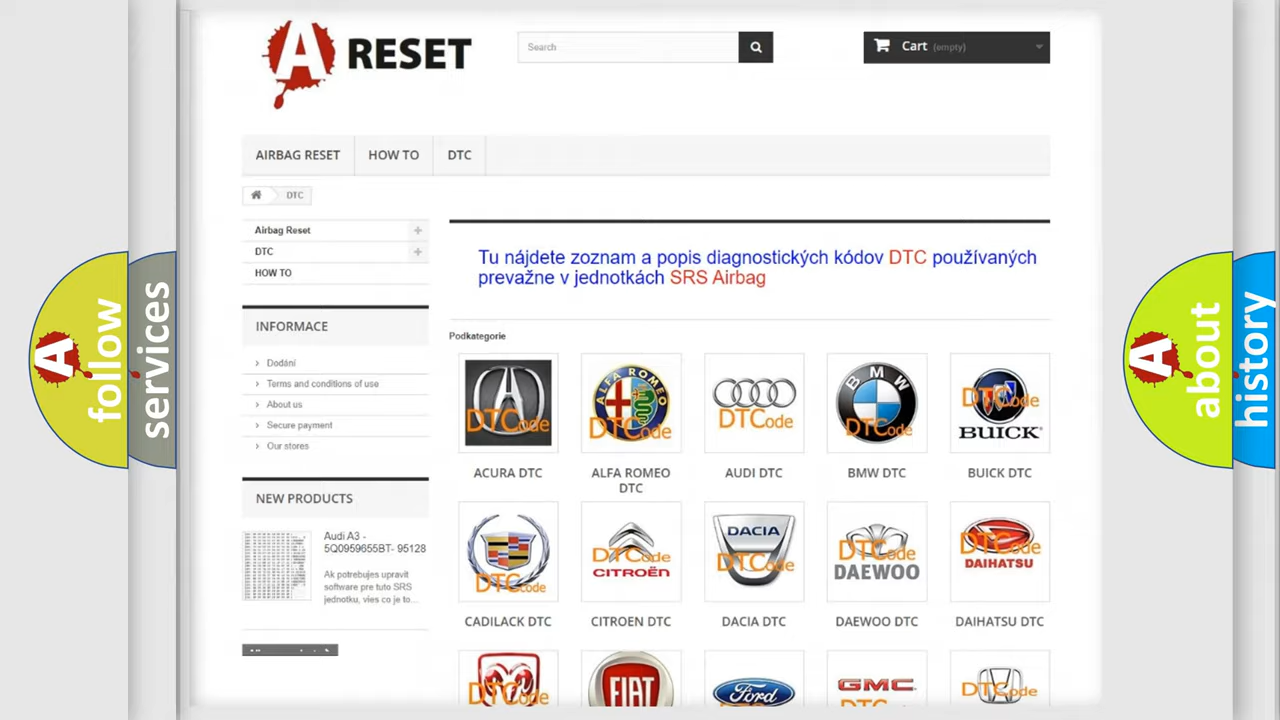 A RESET
Search
Cart (empty)
AIRBAG RESET
HOW TO
DTC
DTC
Airbag Reset
DTC
HOW TO
INFORMACE
Dodání
Terms and conditions of use
About us
Secure payment
Our stores
NEW PRODUCTS
Audi A3 -
5Q0959655BT- 95128
Ak potrebujes upravit
software pre tuto SRS
jednotku, vies co je to...
Tu nájdete zoznam a popis diagnostických kódov DTC používaných
prevažne v jednotkách SRS Airbag
Podkategorie
DTCode
ALFA ROMEO
DTCode
DTCode
BMW
DTCode
DTCode
BUICK
ACURA DTC
ALFA ROMEO
DTC
AUDI DTC
BMW DTC
BUICK DTC
DTCode
DTCode
CITROËN
DACIA
DTCode
DTCode
DAEWOO
DTCode
DAIHATSU
CADILACK DTC
CITROEN DTC
DACIA DTC
DAEWOO DTC
DAIHATSU DTC
DTCode
FIAT
Ford
GMC
DTCode
A follow
services
A about
history